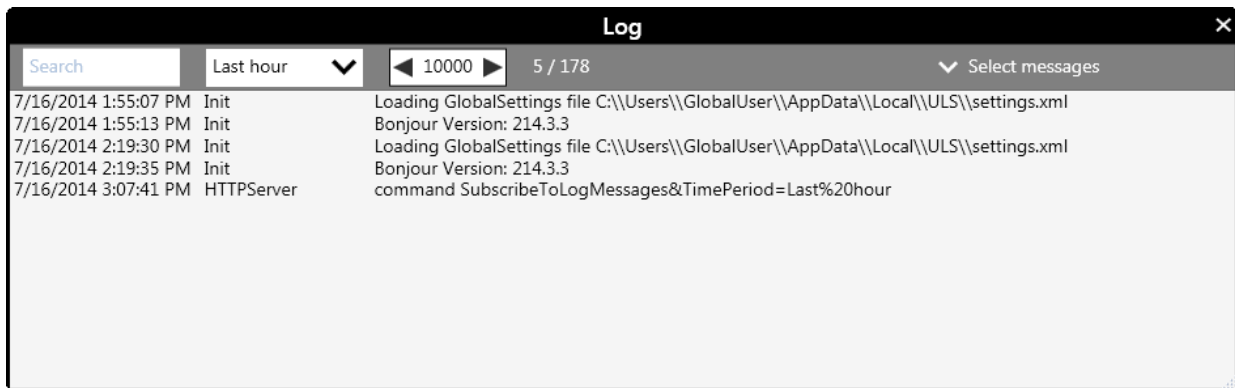 Log
Search Last hour 10000 5 / 178 Select messages
7/16/2014 1:55:07 PM Init Loading GlobalSettings file C:\\Users\\GlobalUser\\AppData\\Local\\ULS\\settings.xml
7/16/2014 1:55:13 PM Init Bonjour Version: 214.3.3
7/16/2014 2:19:30 PM Init Loading GlobalSettings file C:\\Users\\GlobalUser\\AppData\\Local\\ULS\\settings.xml
7/16/2014 2:19:35 PM Init Bonjour Version: 214.3.3
7/16/2014 3:07:41 PM HTTPServer command SubscribeToLogMessages&TimePeriod=Last%20hour